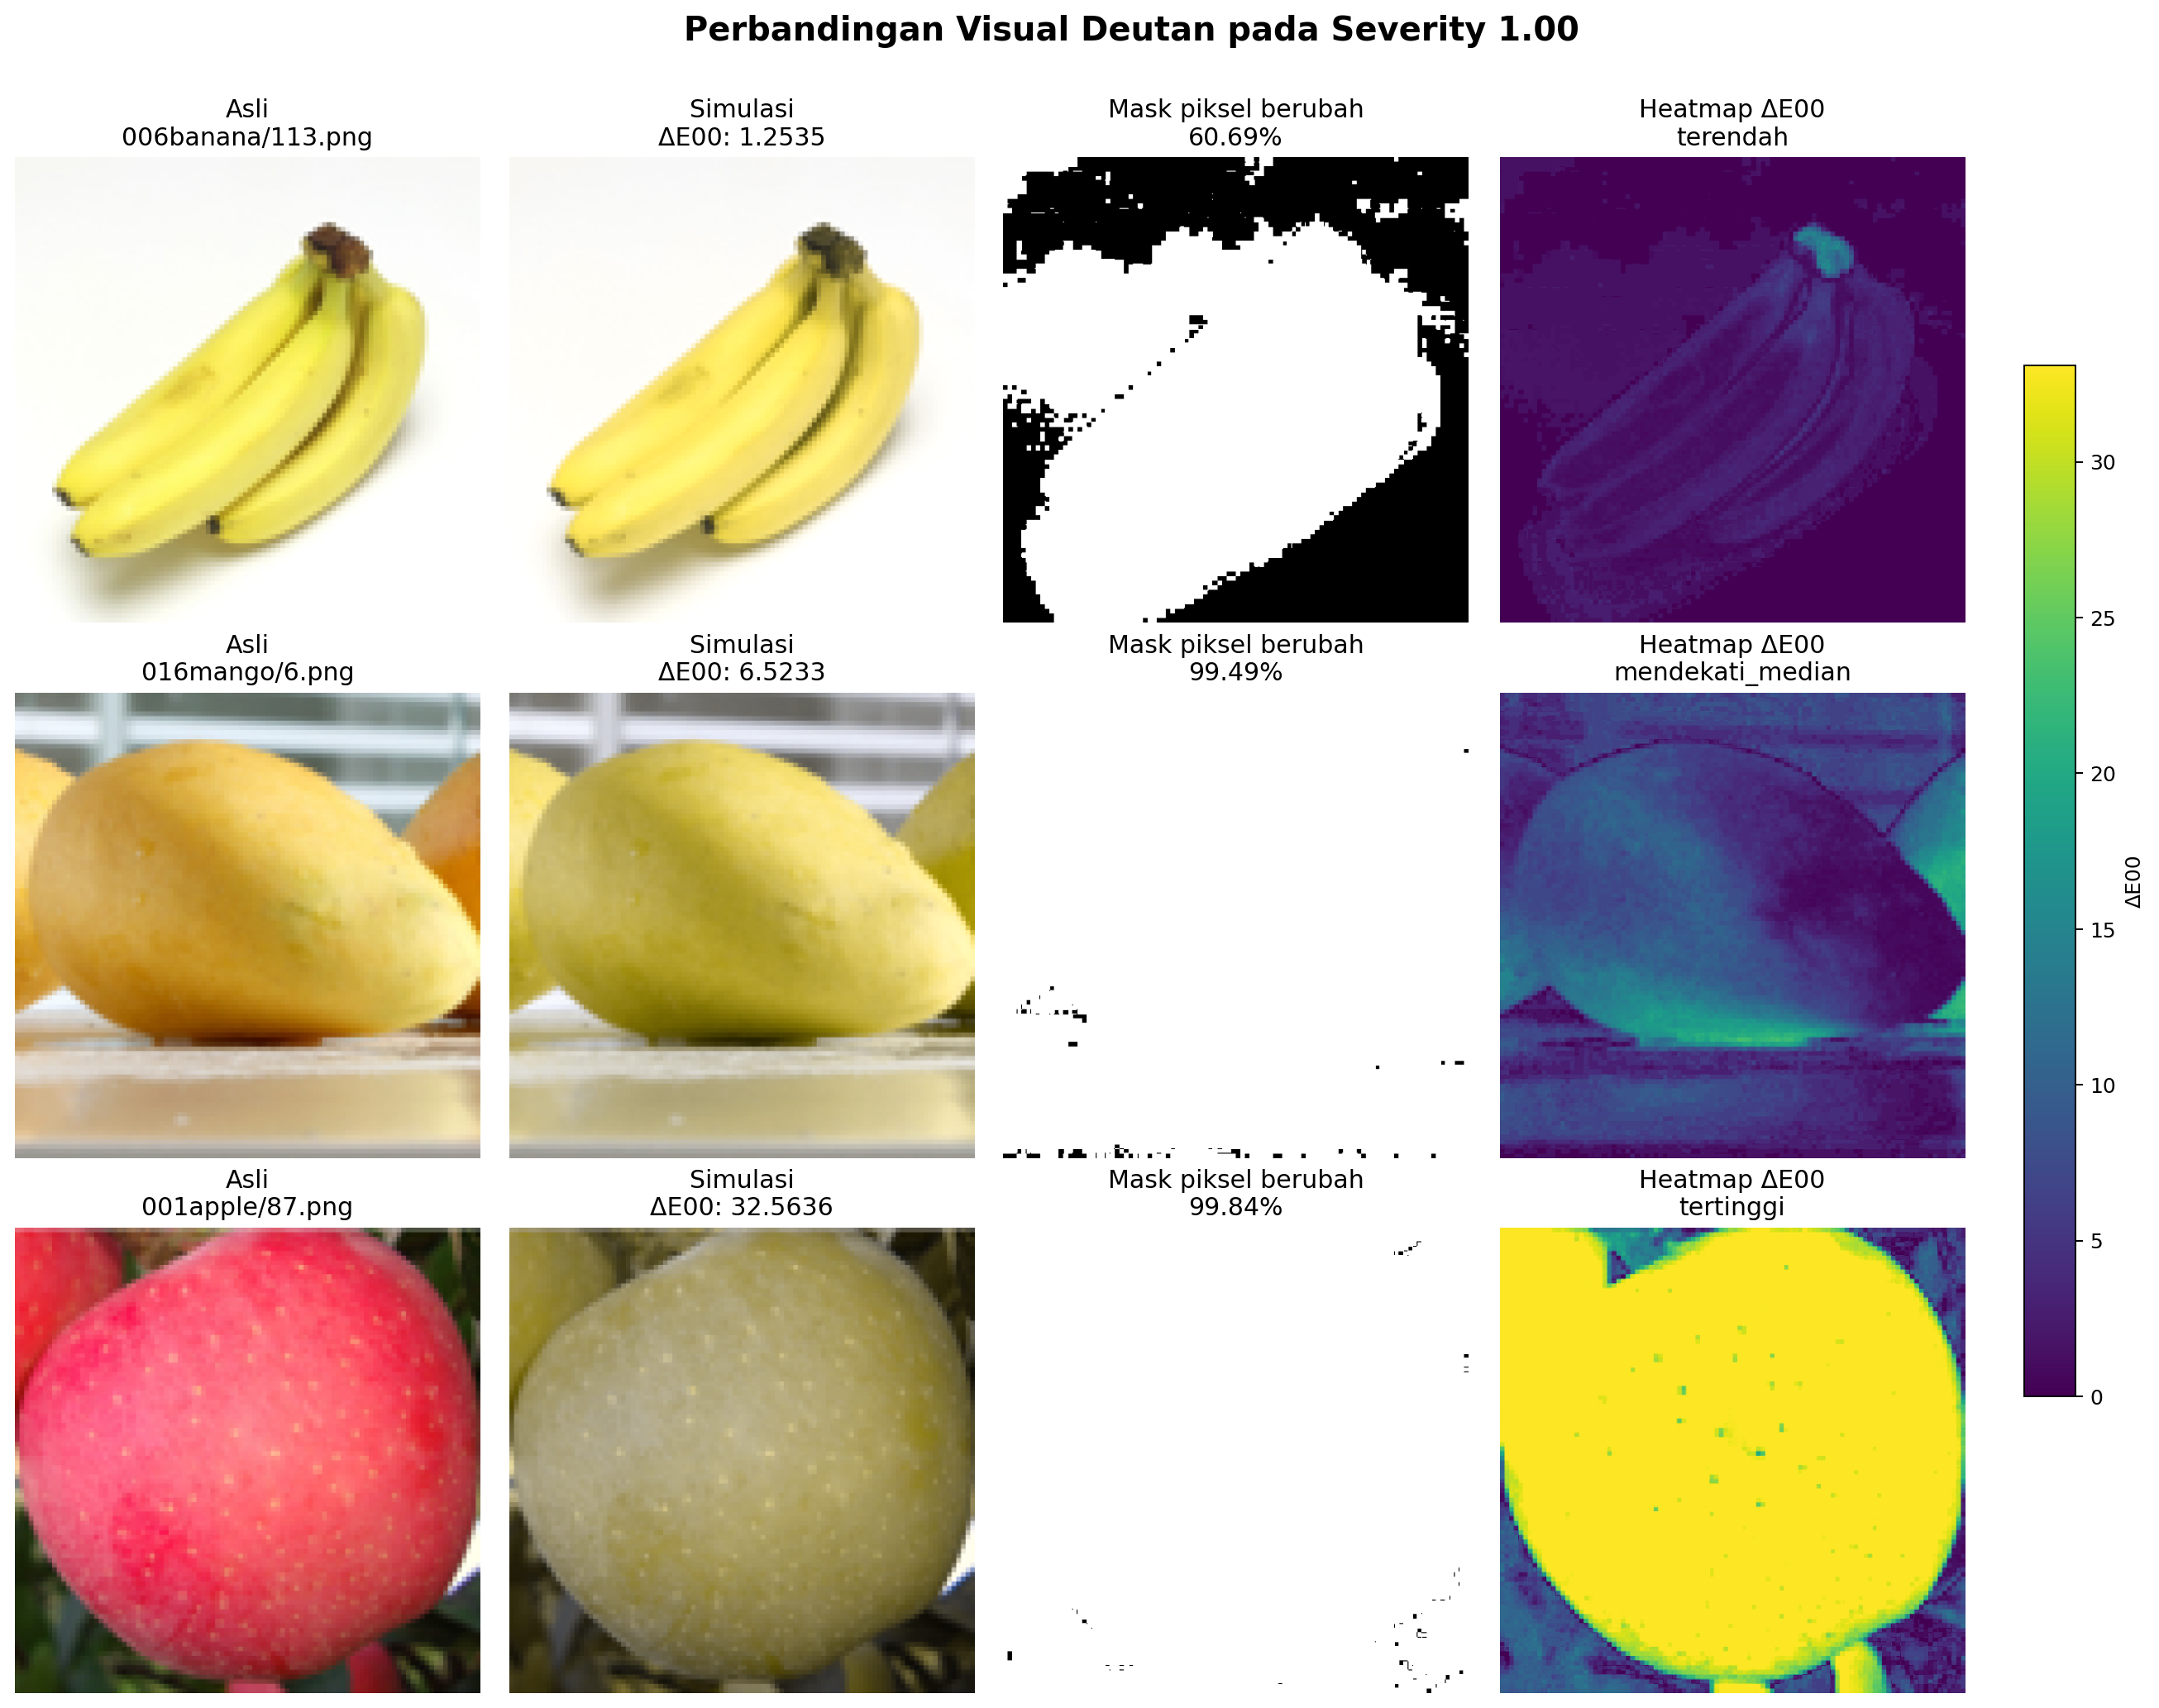 Perbandingan Visual Deutan pada Severity 1.00
Asli
006banana/113.png
Simulasi
ΔE00: 1.2535
Mask piksel berubah
60.69%
Heatmap ΔE00
terendah
Asli
016mango/6.png
Simulasi
ΔE00: 6.5233
Mask piksel berubah
99.49%
Heatmap ΔE00
mendekati_median
Asli
001apple/87.png
Simulasi
ΔE00: 32.5636
Mask piksel berubah
99.84%
Heatmap ΔE00
tertinggi
30
25
20
15
10
5
0
ΔE00